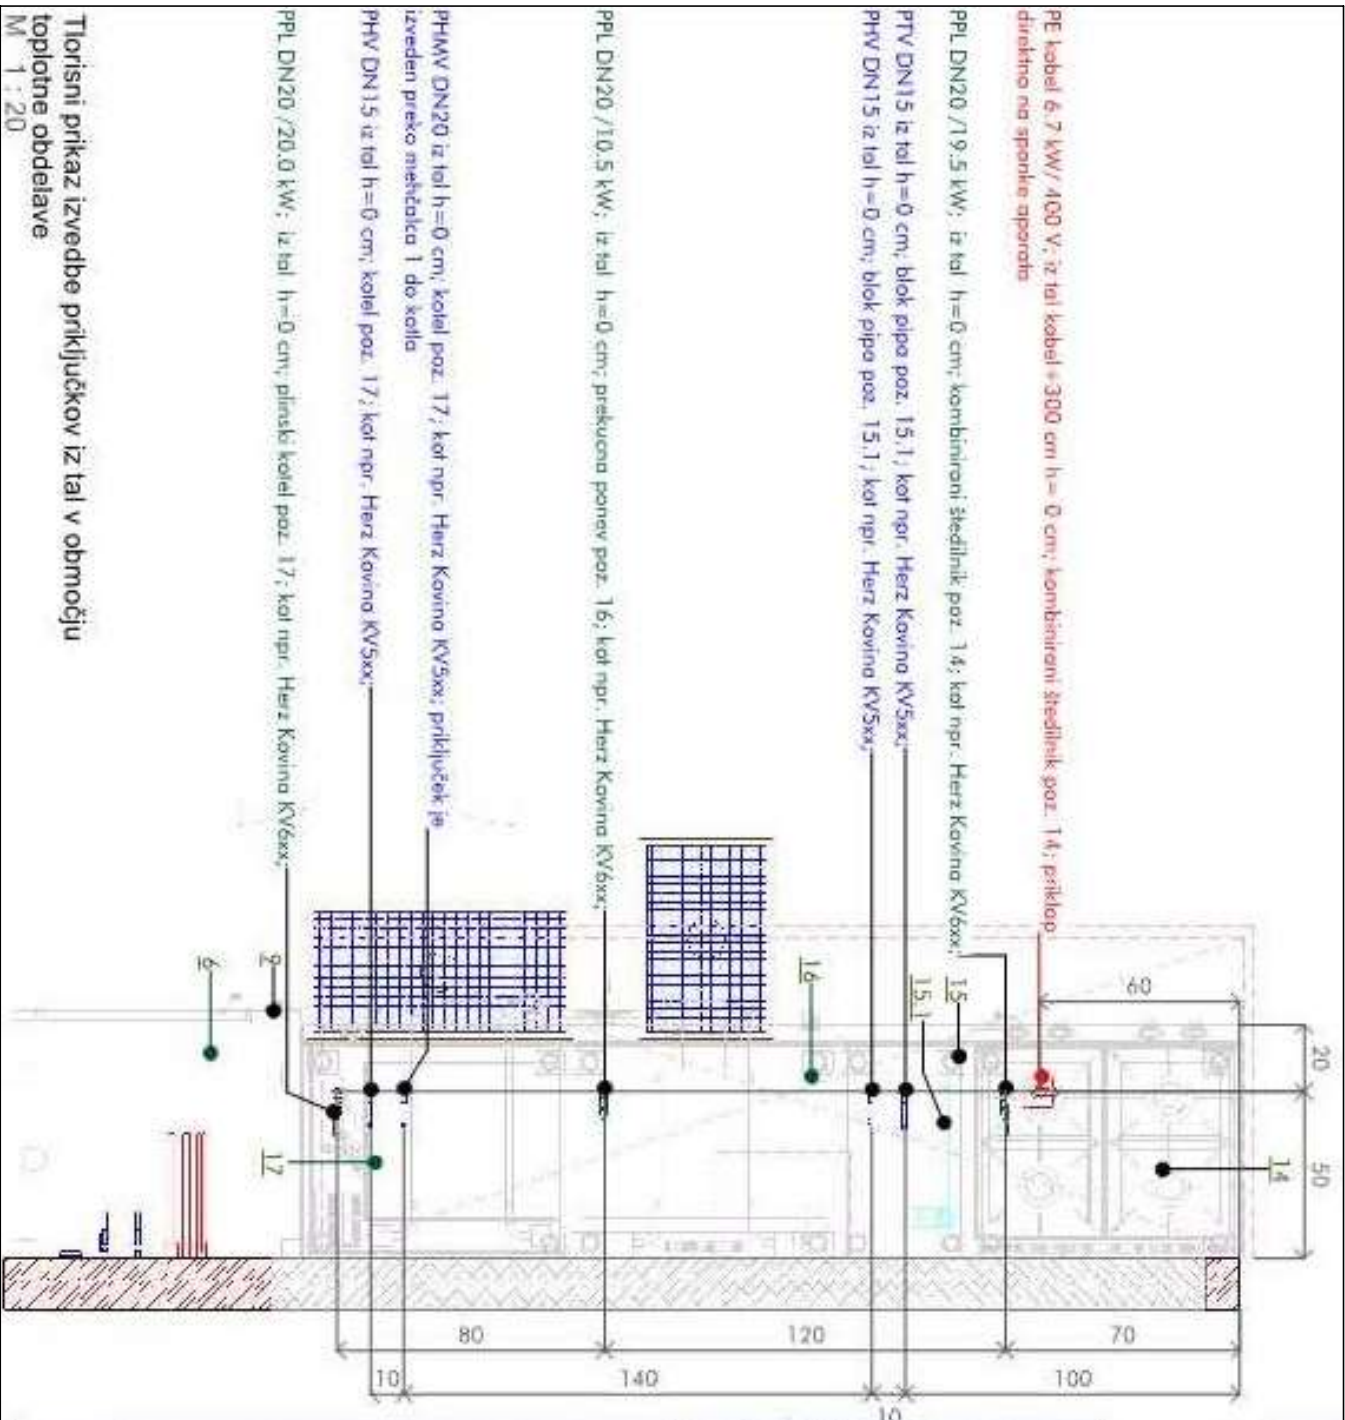 PE kabel 6.7 kW/ 400 V; iz tal kabel+300 cm h= 0 cm; kombinirani štedilnik poz. 14; priklop
direktno na sponke aparata
PPL DN20 /19.5 kW; iz tal h=0 cm; kombinirani štedilnik poz. 14; kot npr. Herz Kovina KV6xx;
PTV DN15 iz tal h=0 cm; blok pipa poz. 15.1; kot npr. Herz Kovina KV5xx;
PHV DN15 iz tal h=0 cm; blok pipa poz. 15.1; kot npr. Herz Kovina KV5xx;
PPL DN20 /10.5 kW; iz tal h=0 cm; prekucna ponev poz. 16; kot npr. Herz Kovina KV6xx;
PHMV DN20 iz tal h=0 cm; kotel poz. 17; kot npr. Herz Kovina KV5xx; priključek je
izveden preko mehčalca 1 do kotla
PHV DN15 iz tal h=0 cm; kotel poz. 17; kot npr. Herz Kovina KV5xx;
PPL DN20 /20.0 kW; iz tal h=0 cm; plinski kotel poz. 17; kot npr. Herz Kovina KV6xx;
Tlorisni prikaz izvedbe priključkov iz tal v območju
toplotne obdelave
M 1 : 20
60
20
50
14
15
15.1
16
9
17
70
120
80
100
10
140
10